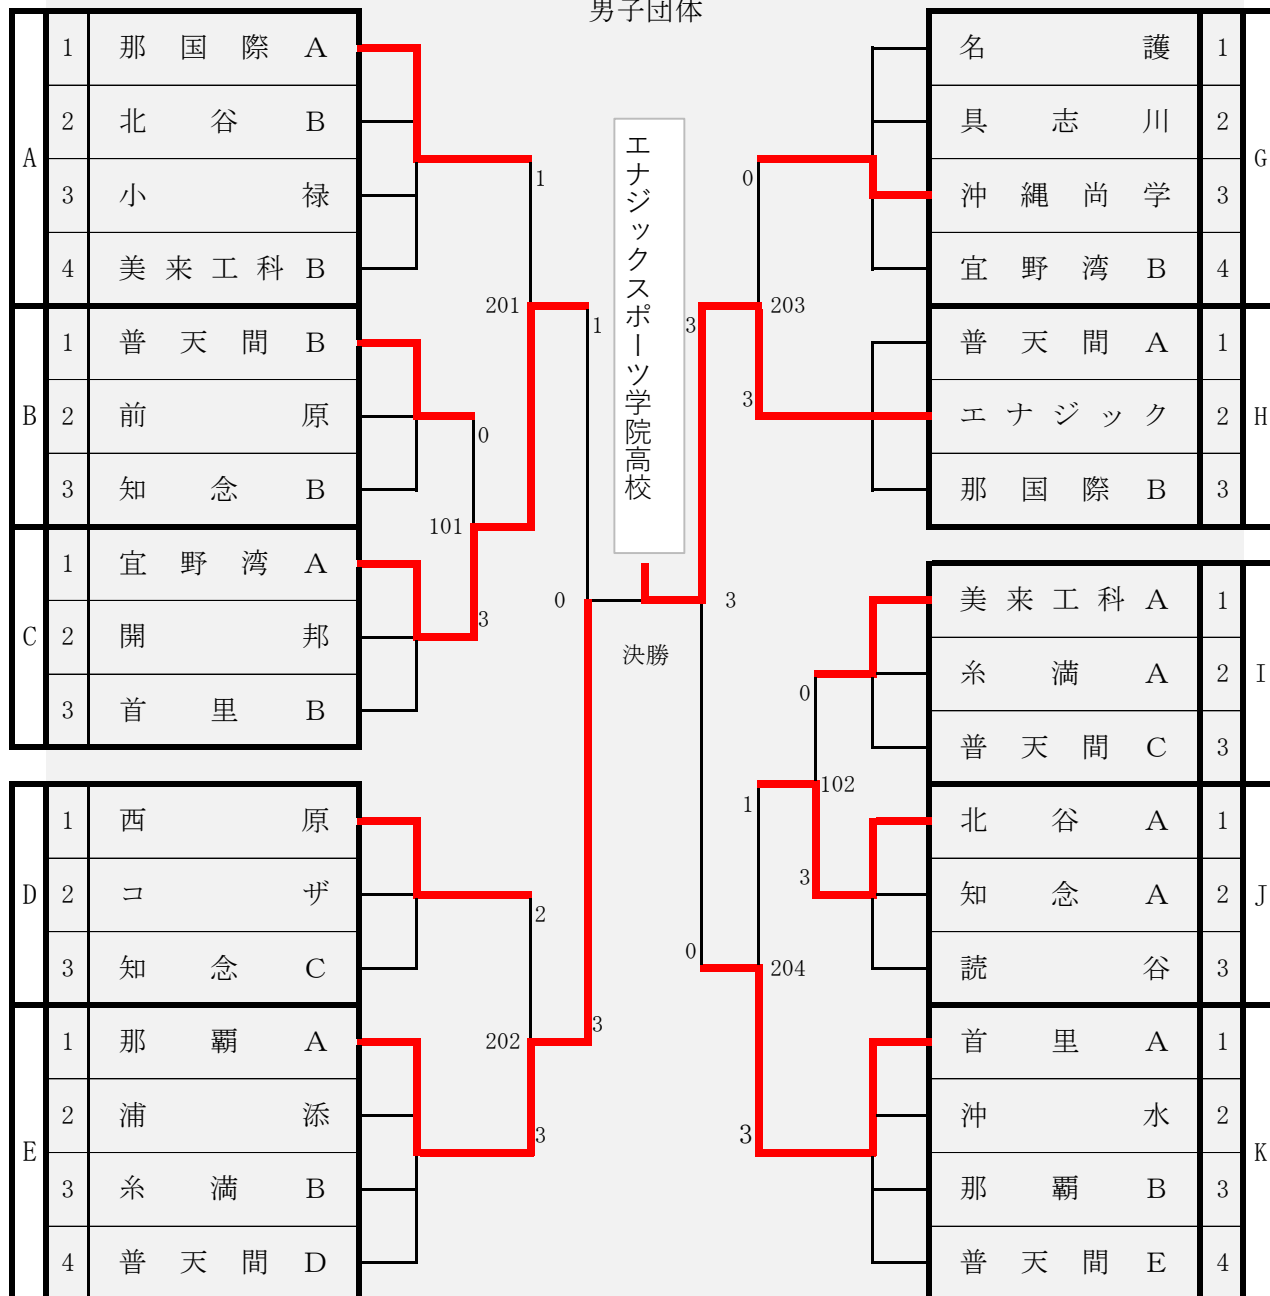 男子団体
A
1 那国際A
2 北谷B
3 小禄
4 美来工科B
B
1 普天間B
2 前原
3 知念B
C
1 宜野湾A
2 開邦
3 首里B
D
1 西原
2 コザ
3 知念C
E
1 那覇A
2 浦添
3 糸満B
4 普天間D
1
201
1
0
101
3
0
2
202
3
3
エナジックスポーツ学院高校
決勝
0
203
3
3
3
0
102
1
3
0
204
3
名護 1
具志川 2
沖縄尚学 3
宜野湾B 4
G
普天間A 1
エナジック 2
那国際B 3
H
美来工科A 1
糸満A 2
普天間C 3
I
北谷A 1
知念A 2
読谷 3
J
首里A 1
沖水 2
那覇B 3
普天間E 4
K